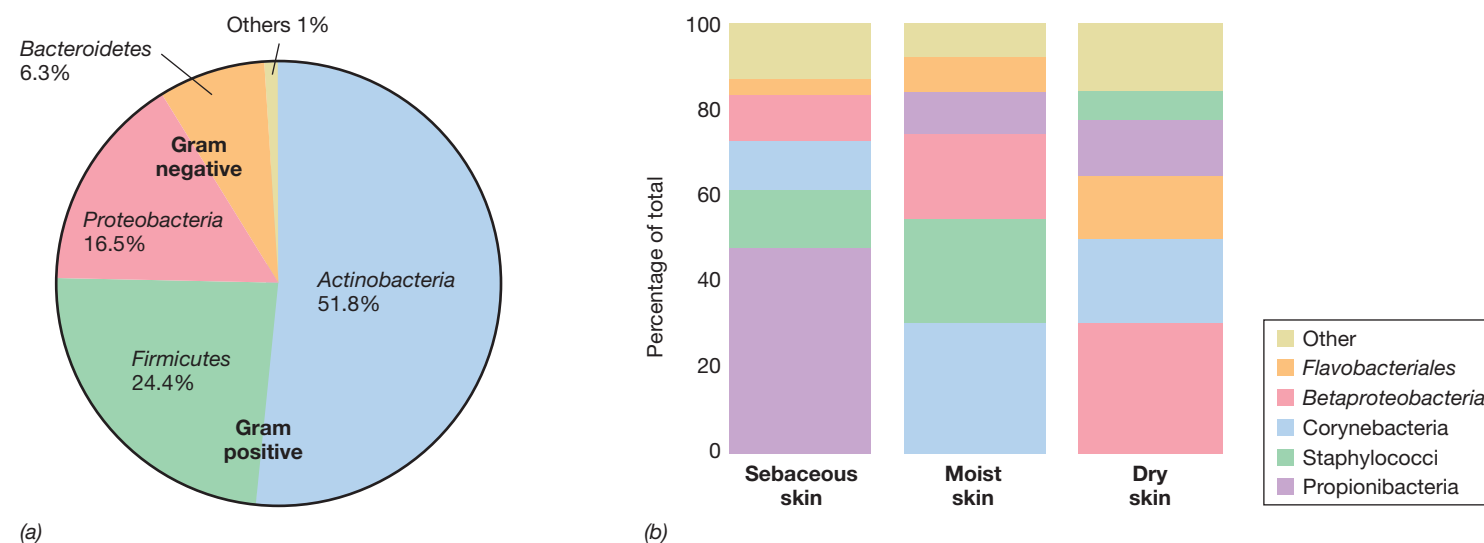 Others 1%
Bacteroidetes
6.3%
Gram
negative
Proteobacteria
16.5%
Actinobacteria
51.8%
Firmicutes
24.4%
Gram
positive
(a)
Percentage of total
100
80
60
40
20
0
Sebaceous
skin
Moist
skin
Dry
skin
Other
Flavobacteriales
Betaproteobacteria
Corynebacteria
Staphylococci
Propionibacteria
(b)